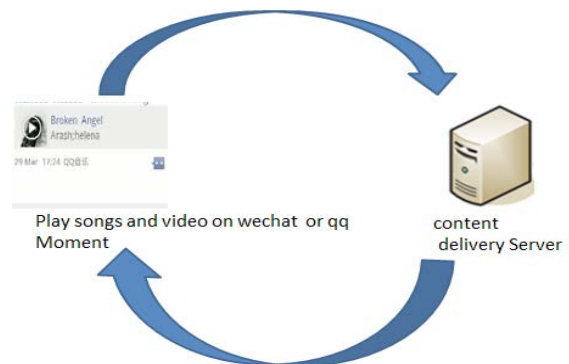 Broken Angel
Arash;helena
29 Mar 17:24 QQ音乐
Play songs and video on wechat or qq
Moment
content
delivery Server